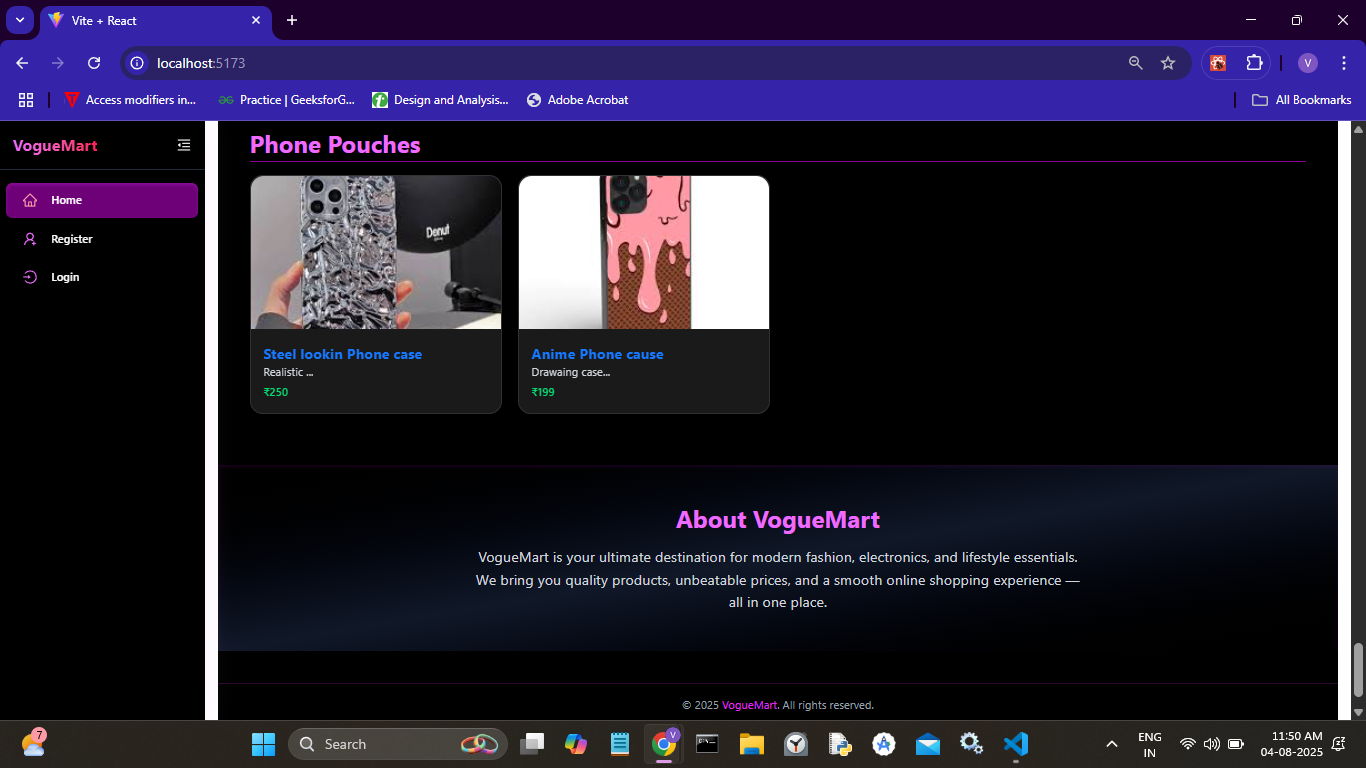 Vite + React
localhost:5173
Access modifiers in...
Practice | GeeksforG...
Design and Analysis...
Adobe Acrobat
All Bookmarks
V
VogueMart
Home
Register
Login
Phone Pouches
Denut
Steel lookin Phone case
Realistic ...
₹250
Anime Phone cause
Drawaing case...
₹199
About VogueMart
VogueMart is your ultimate destination for modern fashion, electronics, and lifestyle essentials.
We bring you quality products, unbeatable prices, and a smooth online shopping experience —
all in one place.
© 2025 VogueMart. All rights reserved.
7
Search
V
ENG
IN
11:50 AM
04-08-2025